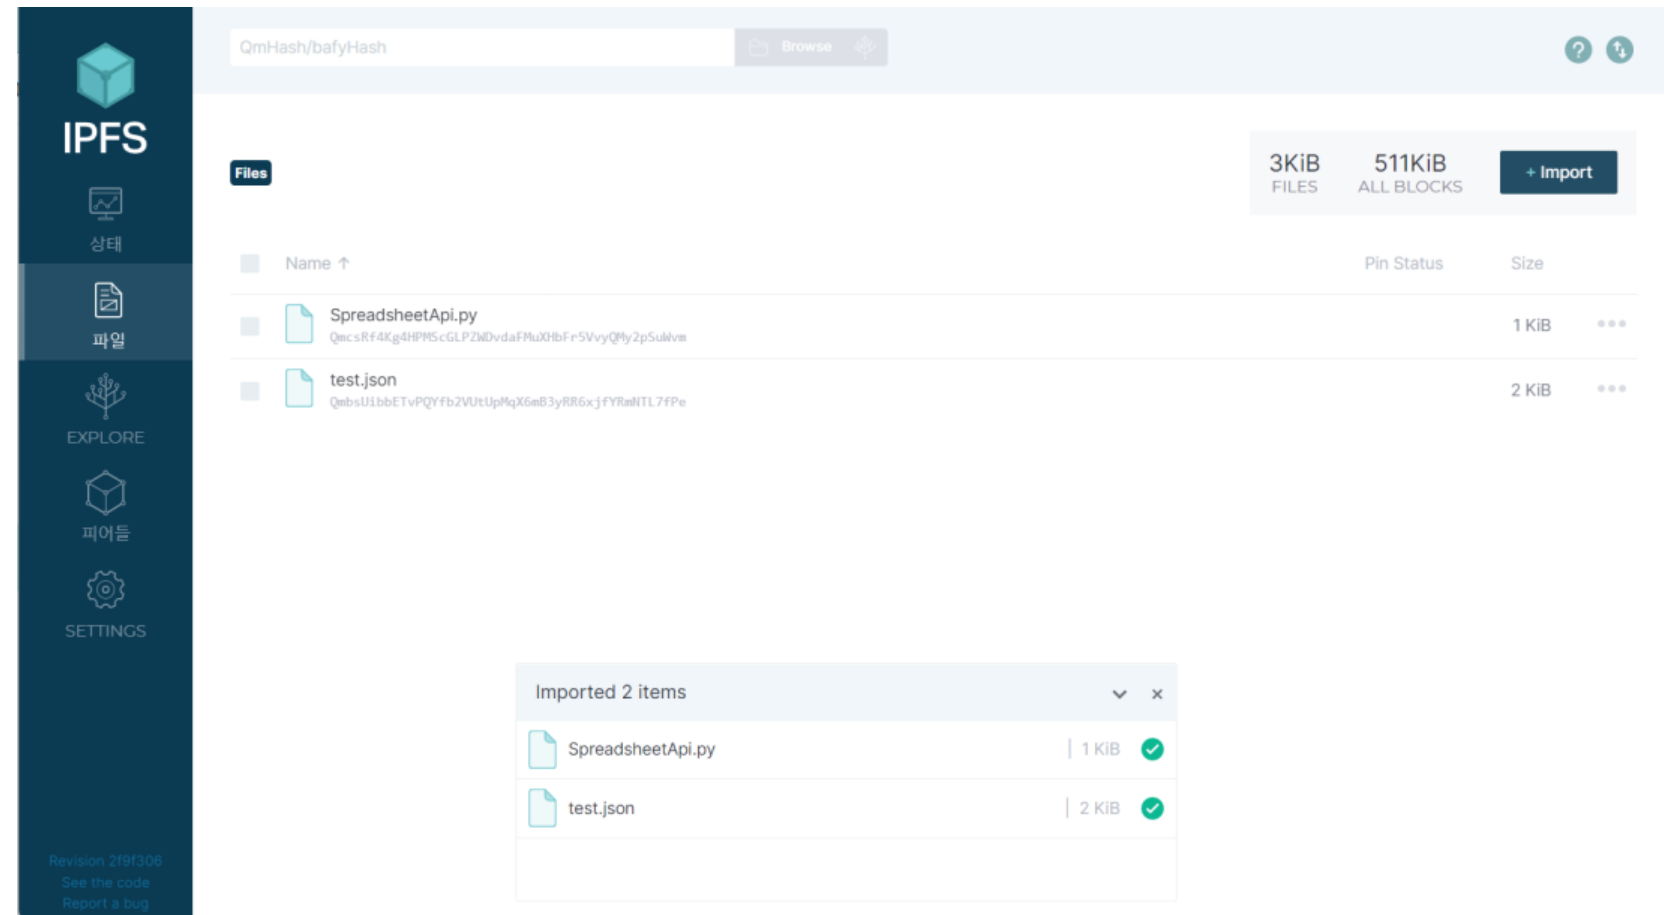 IPFS
상태
파일
EXPLORE
피어들
SETTINGS
Revision 2f9f306
See the code
Report a bug
QmHash/bafyHash
Browse
Files
3KiB
FILES
511KiB
ALL BLOCKS
+ Import
Name ↑
Pin Status
Size
SpreadsheetApi.py
QmcsRf4Kg4HPMScGLPZWDvdaFMuXHbFr5VvyQMy2pSuWvm
1 KiB
test.json
QmbsUibbETvPQYfb2VUtUpMqX6mB3yRR6xjfYRmNTL7fPe
2 KiB
Imported 2 items
SpreadsheetApi.py
1 KiB
test.json
2 KiB